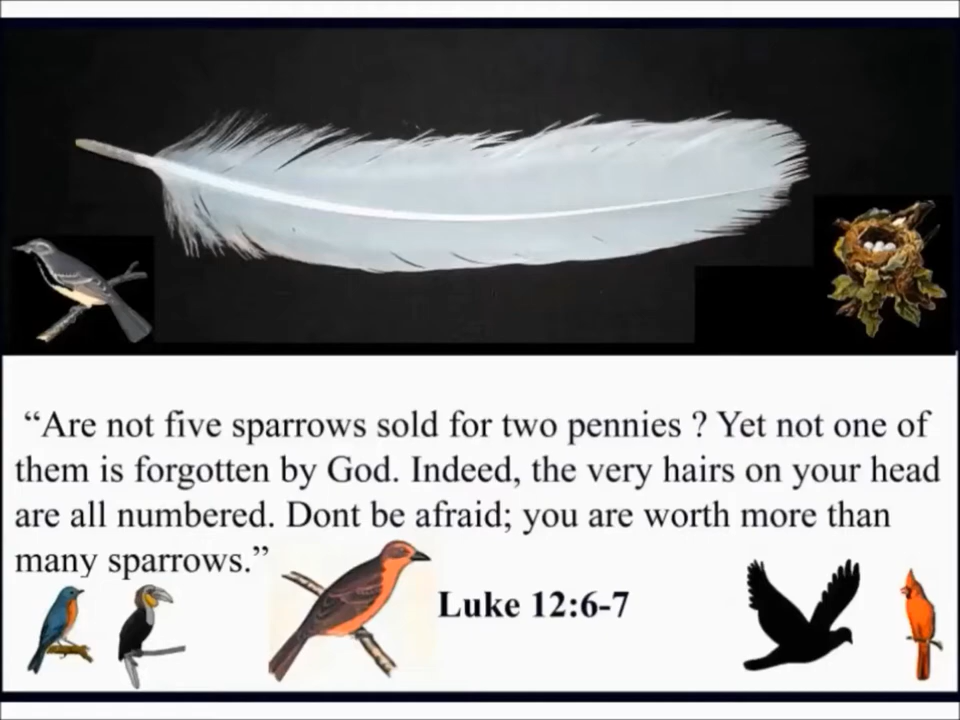 “Are not five sparrows sold for two pennies ? Yet not one of
them is forgotten by God. Indeed, the very hairs on your head
are all numbered. Dont be afraid; you are worth more than
many sparrows.”
Luke 12:6-7